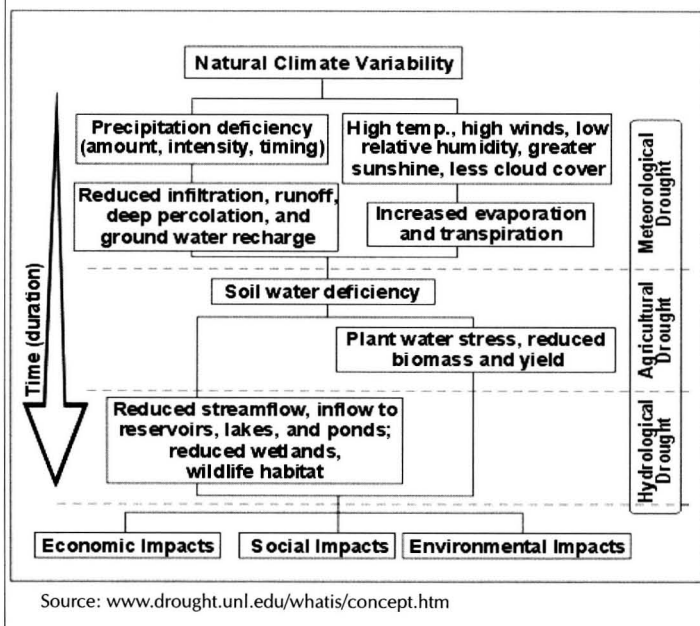 Natural Climate Variability
Precipitation deficiency
(amount, intensity, timing)
High temp., high winds, low
relative humidity, greater
sunshine, less cloud cover
Reduced infiltration, runoff,
deep percolation, and
ground water recharge
Increased evaporation
and transpiration
Meteorological
Drought
Time (duration)
Soil water deficiency
Plant water stress, reduced
biomass and yield
Agricultural
Drought
Reduced streamflow, inflow to
reservoirs, lakes, and ponds;
reduced wetlands,
wildlife habitat
Hydrological
Drought
Economic Impacts
Social Impacts
Environmental Impacts
Source: www.drought.unl.edu/whatis/concept.htm